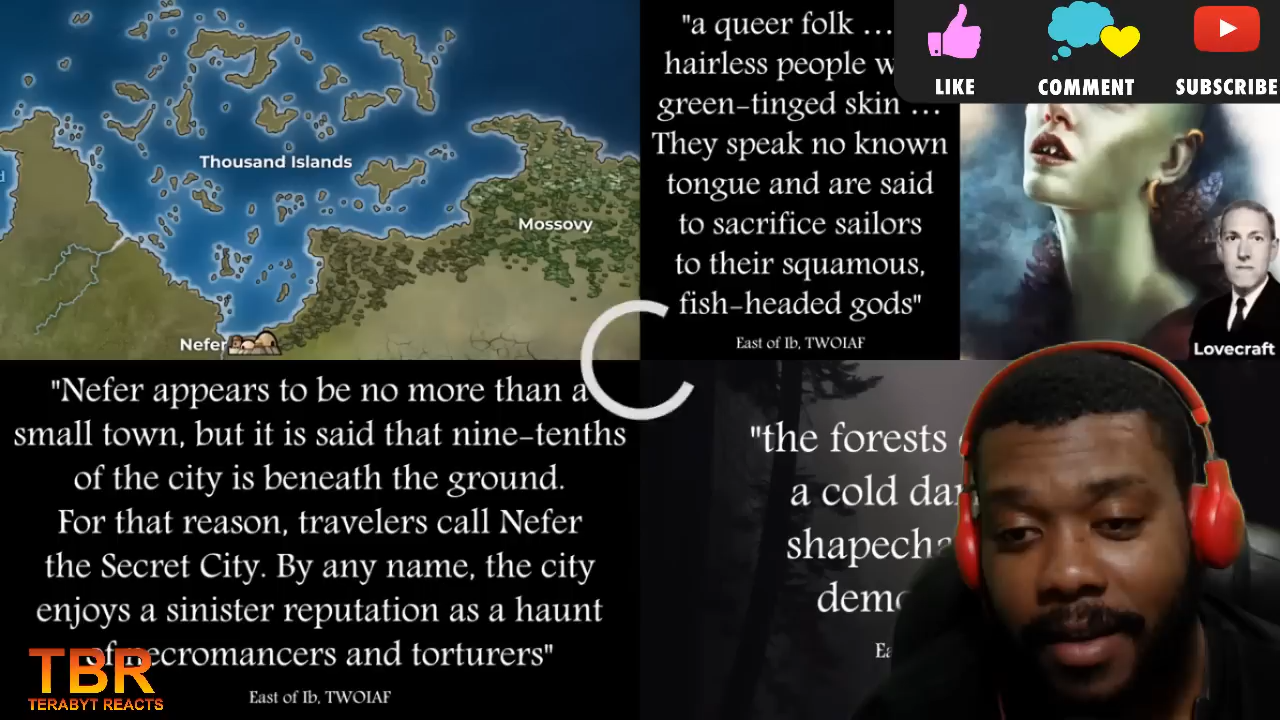 Thousand Islands
Mossovy
Nefer
"a queer folk …
hairless people
green-tinged skin …
They speak no known
tongue and are said
to sacrifice sailors
to their squamous,
fish-headed gods"
East of Ib, TWOIAF
LIKE
COMMENT
SUBSCRIBE
Lovecraft
"Nefer appears to be no more than a
small town, but it is said that nine-tenths
of the city is beneath the ground.
For that reason, travelers call Nefer
the Secret City. By any name, the city
enjoys a sinister reputation as a haunt
of necromancers and torturers"
East of Ib, TWOIAF
"the forests
a cold
TBR
TERABYT REACTS